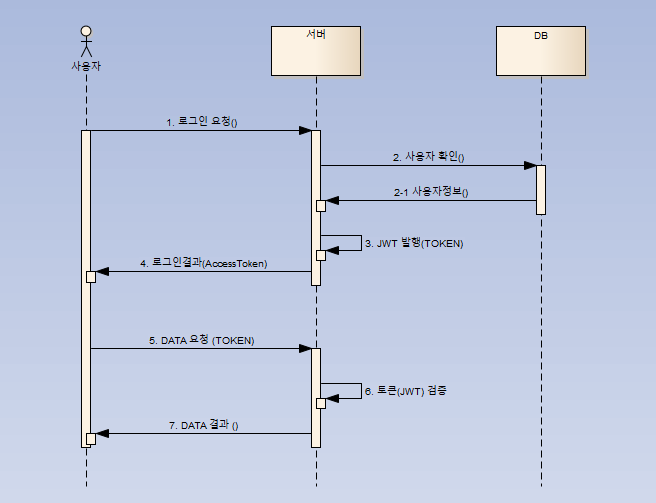 사용자
서버
DB
1. 로그인 요청()
2. 사용자 확인()
2-1 사용자정보()
3. JWT 발행(TOKEN)
4. 로그인결과(AccessToken)
5. DATA 요청 (TOKEN)
6. 토큰(JWT) 검증
7. DATA 결과 ()